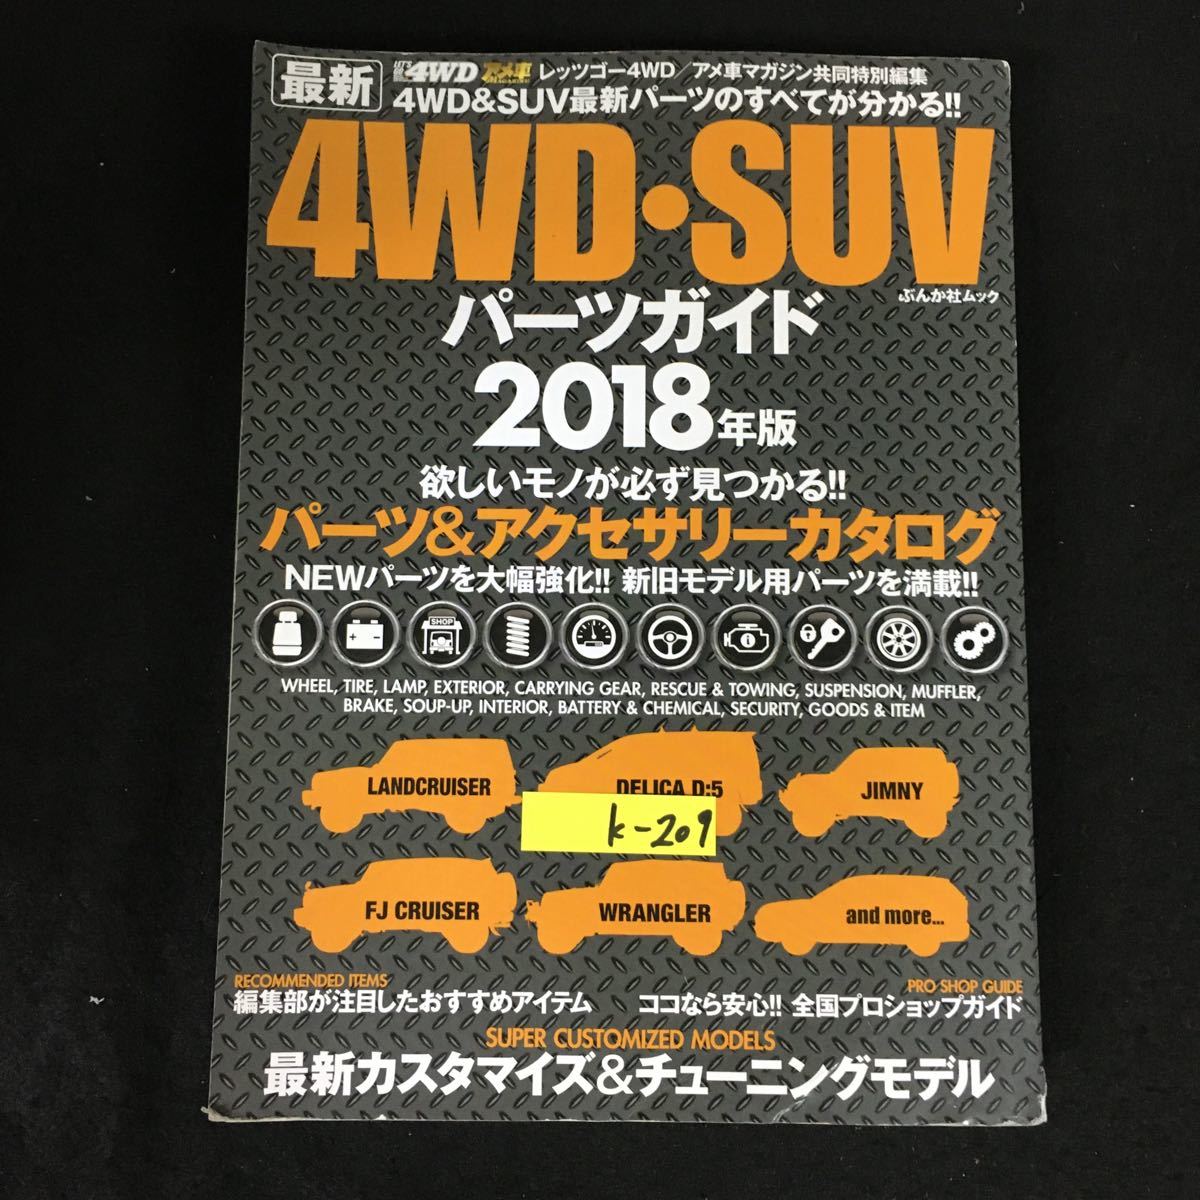 最新
LET'S GO 4WD アメ車 MAGAZINE レッツゴー4WD/アメ車マガジン共同特別編集
4WD&SUV最新パーツのすべてが分かる!!
4WD・SUV
ぶんか社ムック
パーツガイド
2018年版
欲しいモノが必ず見つかる!!
パーツ&アクセサリーカタログ
NEWパーツを大幅強化!! 新旧モデル用パーツを満載!!
SHOP
WHEEL, TIRE, LAMP, EXTERIOR, CARRYING GEAR, RESCUE & TOWING, SUSPENSION, MUFFLER,
BRAKE, SOUP-UP, INTERIOR, BATTERY & CHEMICAL, SECURITY, GOODS & ITEM
LANDCRUISER
DELICA D:5
JIMNY
k-209
FJ CRUISER
WRANGLER
and more...
RECOMMENDED ITEMS
編集部が注目したおすすめアイテム
PRO SHOP GUIDE
ココなら安心!! 全国プロショップガイド
SUPER CUSTOMIZED MODELS
最新カスタマイズ&チューニングモデル